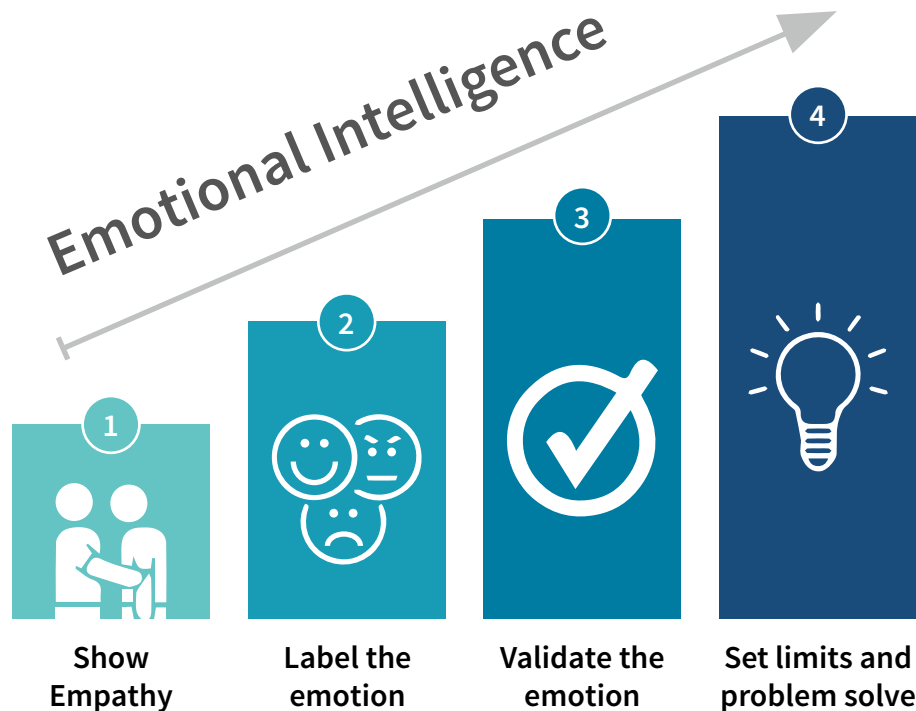 Emotional Intelligence
1
2
3
4
Show
Empathy
Label the
emotion
Validate the
emotion
Set limits and
problem solve